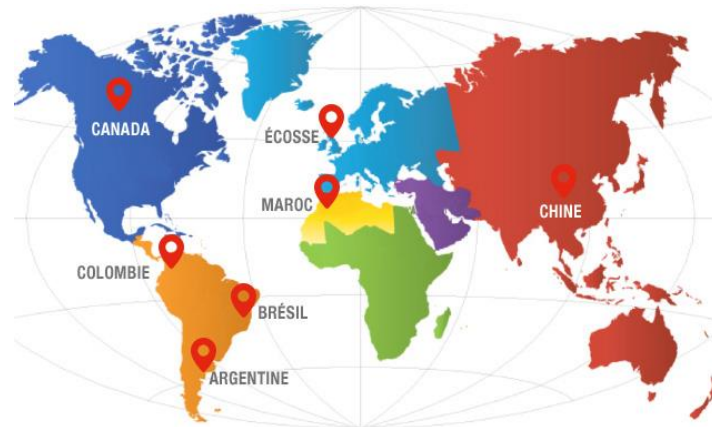 CANADA
ÉCOSSE
MAROC
CHINE
COLOMBIE
BRÉSIL
ARGENTINE